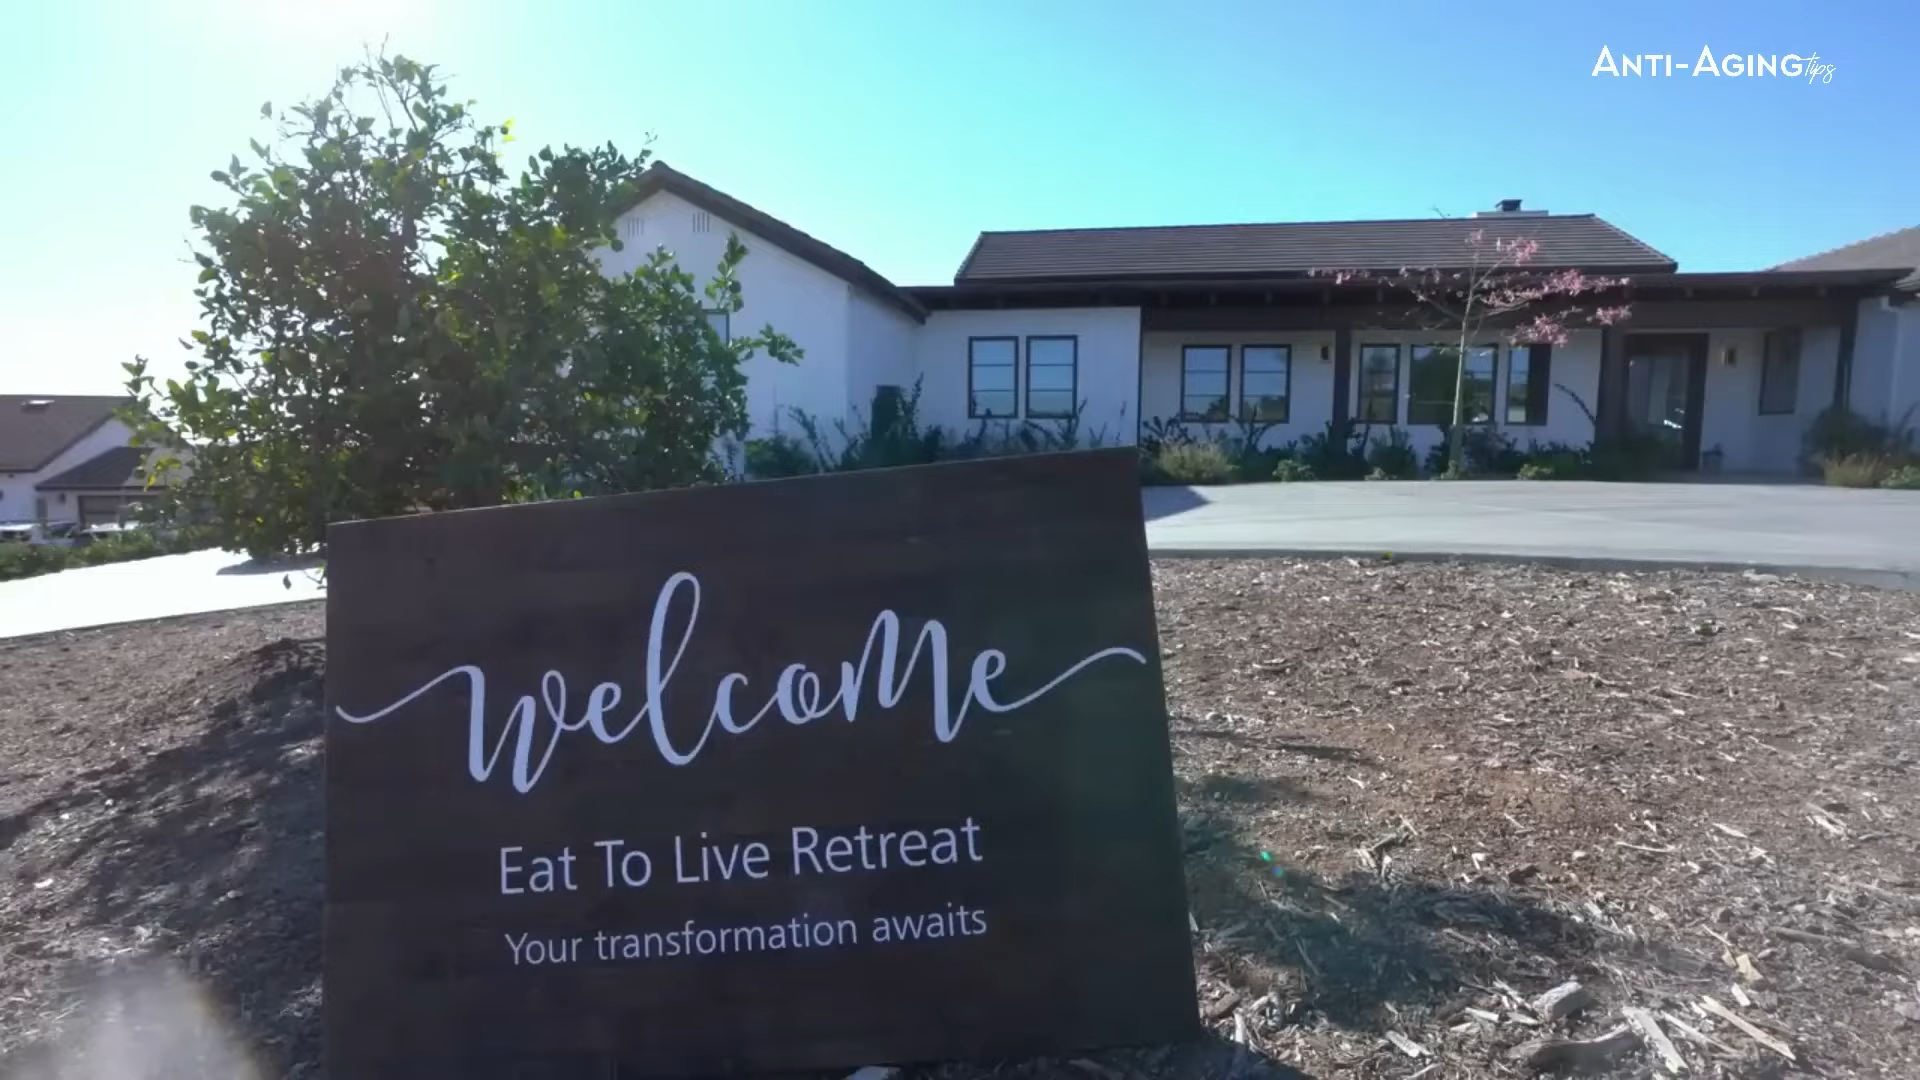 ANTI-AGING tips
welcome
Eat To Live Retreat
Your transformation awaits